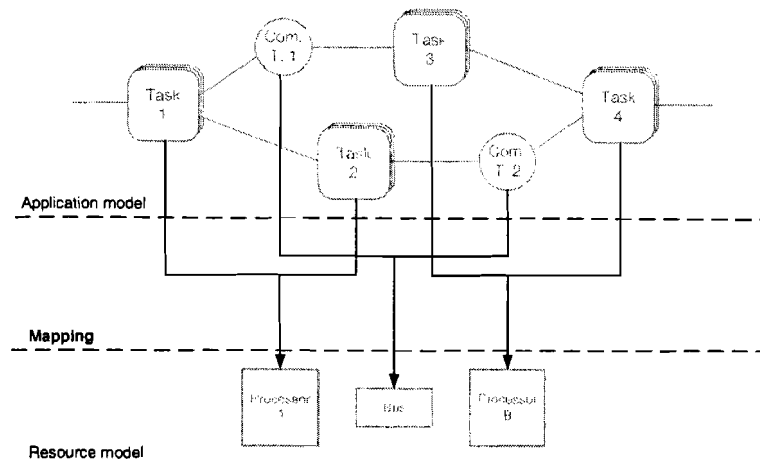 Com.
T. 1
Task
3
Task
1
Task
4
Task
2
Com
T. 2
Application model
Mapping
Processor
Bus
Processor
B
Resource model